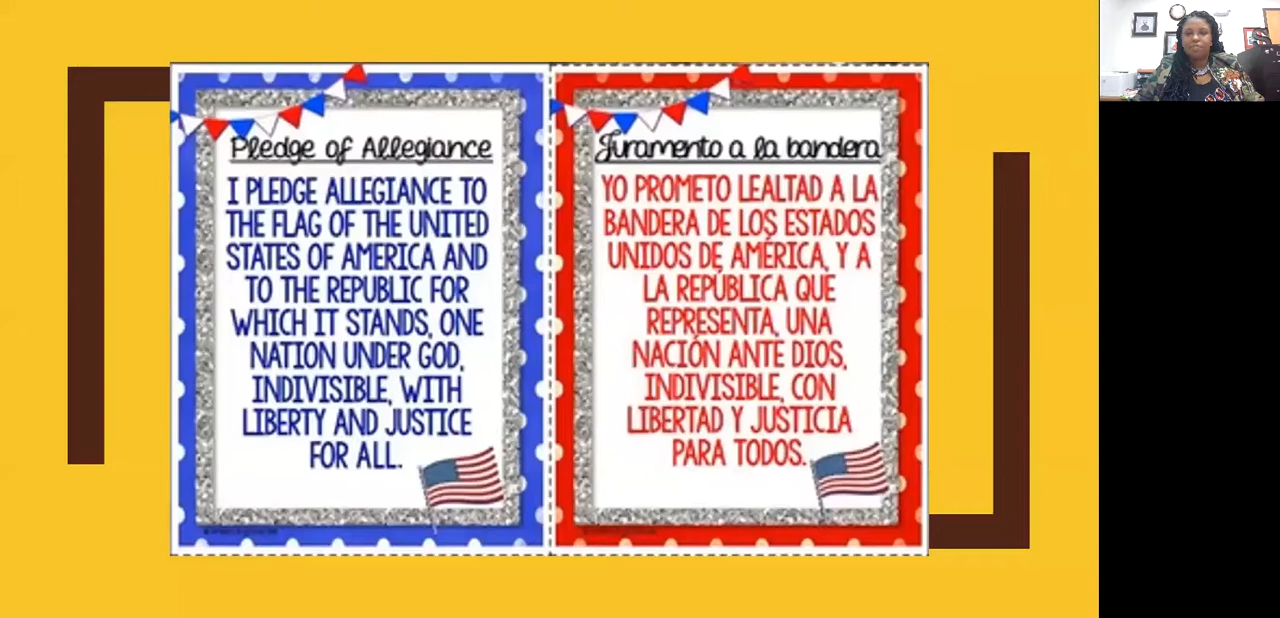 Pledge of Allegiance
I PLEDGE ALLEGIANCE TO
THE FLAG OF THE UNITED
STATES OF AMERICA AND
TO THE REPUBLIC FOR
WHICH IT STANDS, ONE
NATION UNDER GOD,
INDIVISIBLE, WITH
LIBERTY AND JUSTICE
FOR ALL.
Juramento a la bandera
YO PROMETO LEALTAD A LA
BANDERA DE LOS ESTADOS
UNIDOS DE AMÉRICA, Y A
LA REPÚBLICA QUE
REPRESENTA, UNA
NACIÓN ANTE DIOS,
INDIVISIBLE, CON
LIBERTAD Y JUSTICIA
PARA TODOS.